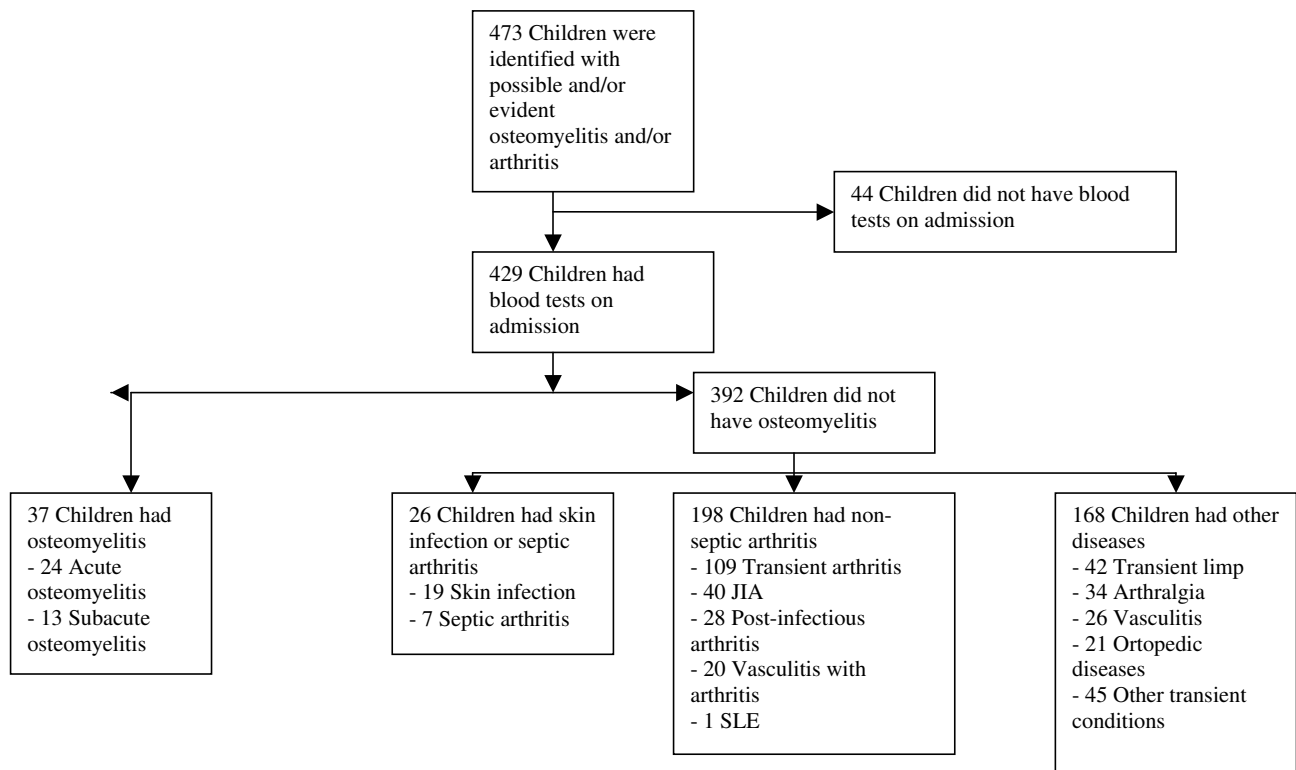 473 Children were
identified with
possible and/or
evident
osteomyelitis and/or
arthritis
44 Children did not have blood
tests on admission
429 Children had
blood tests on
admission
392 Children did not
have osteomyelitis
37 Children had
osteomyelitis
- 24 Acute
osteomyelitis
- 13 Subacute
osteomyelitis
26 Children had skin
infection or septic
arthritis
- 19 Skin infection
- 7 Septic arthritis
198 Children had non-
septic arthritis
- 109 Transient arthritis
- 40 JIA
- 28 Post-infectious
arthritis
- 20 Vasculitis with
arthritis
- 1 SLE
168 Children had other
diseases
- 42 Transient limp
- 34 Arthralgia
- 26 Vasculitis
- 21 Ortopedic
diseases
- 45 Other transient
conditions